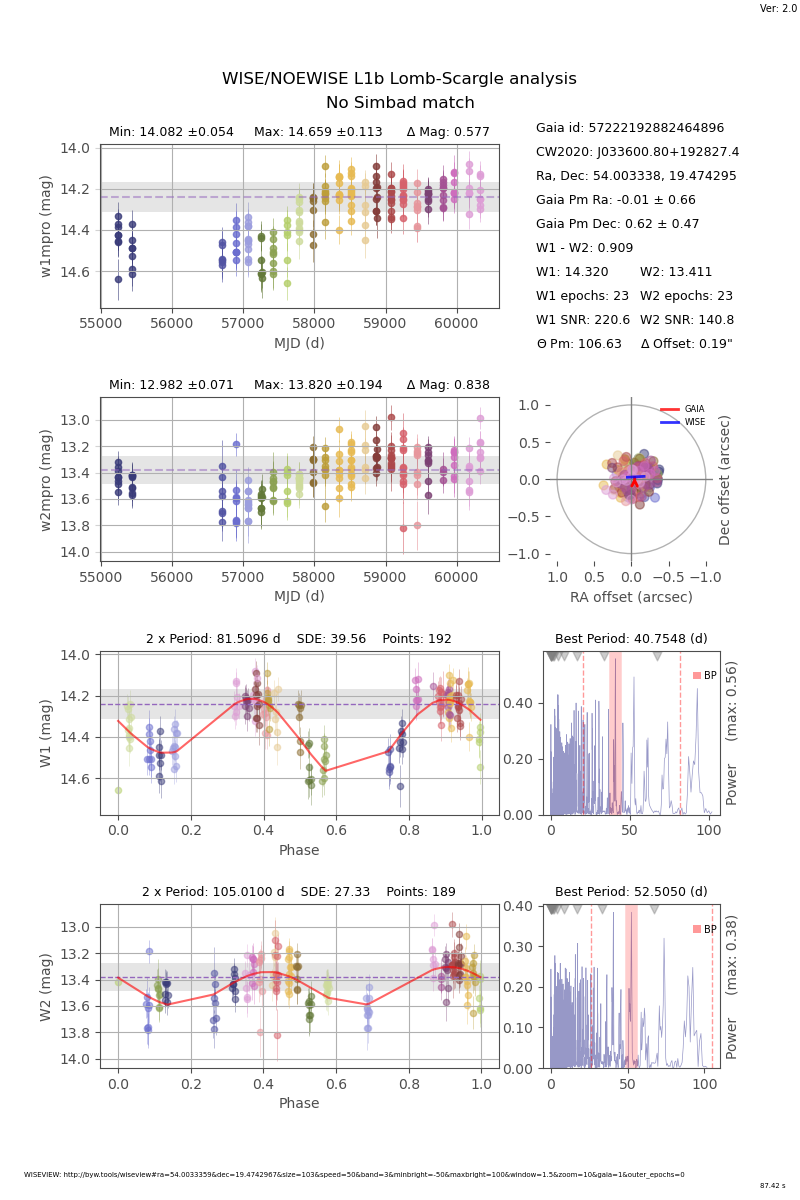 Ver: 2.0
WISE/NOEWISE L1b Lomb-Scargle analysis
No Simbad match
Min: 14.082 ±0.054 Max: 14.659 ±0.113 Δ Mag: 0.577
14.0
14.2
14.4
14.6
w1mpro (mag)
55000 56000 57000 58000 59000 60000
MJD (d)
Gaia id: 57222192882464896
CW2020: J033600.80+192827.4
Ra, Dec: 54.003338, 19.474295
Gaia Pm Ra: -0.01 ± 0.66
Gaia Pm Dec: 0.62 ± 0.47
W1 - W2: 0.909
W1: 14.320 W2: 13.411
W1 epochs: 23 W2 epochs: 23
W1 SNR: 220.6 W2 SNR: 140.8
Θ Pm: 106.63 Δ Offset: 0.19"
Min: 12.982 ±0.071 Max: 13.820 ±0.194 Δ Mag: 0.838
13.0
13.2
13.4
13.6
13.8
14.0
w2mpro (mag)
55000 56000 57000 58000 59000 60000
MJD (d)
GAIA
WISE
1.0
0.5
0.0
−0.5
−1.0
Dec offset (arcsec)
1.0 0.5 0.0 −0.5 −1.0
RA offset (arcsec)
2 x Period: 81.5096 d SDE: 39.56 Points: 192
14.0
14.2
14.4
14.6
W1 (mag)
0.0 0.2 0.4 0.6 0.8 1.0
Phase
Best Period: 40.7548 (d)
BP
0.40
0.20
0.00
Power (max: 0.56)
0 50 100
2 x Period: 105.0100 d SDE: 27.33 Points: 189
13.0
13.2
13.4
13.6
13.8
14.0
W2 (mag)
0.0 0.2 0.4 0.6 0.8 1.0
Phase
Best Period: 52.5050 (d)
BP
0.40
0.30
0.20
0.10
0.00
Power (max: 0.38)
0 50 100
WISEVIEW: http://byw.tools/wiseview#ra=54.0033359&dec=19.4742967&size=103&speed=50&band=3&minbright=-50&maxbright=100&window=1.5&zoom=10&gaia=1&outer_epochs=0
87.42 s